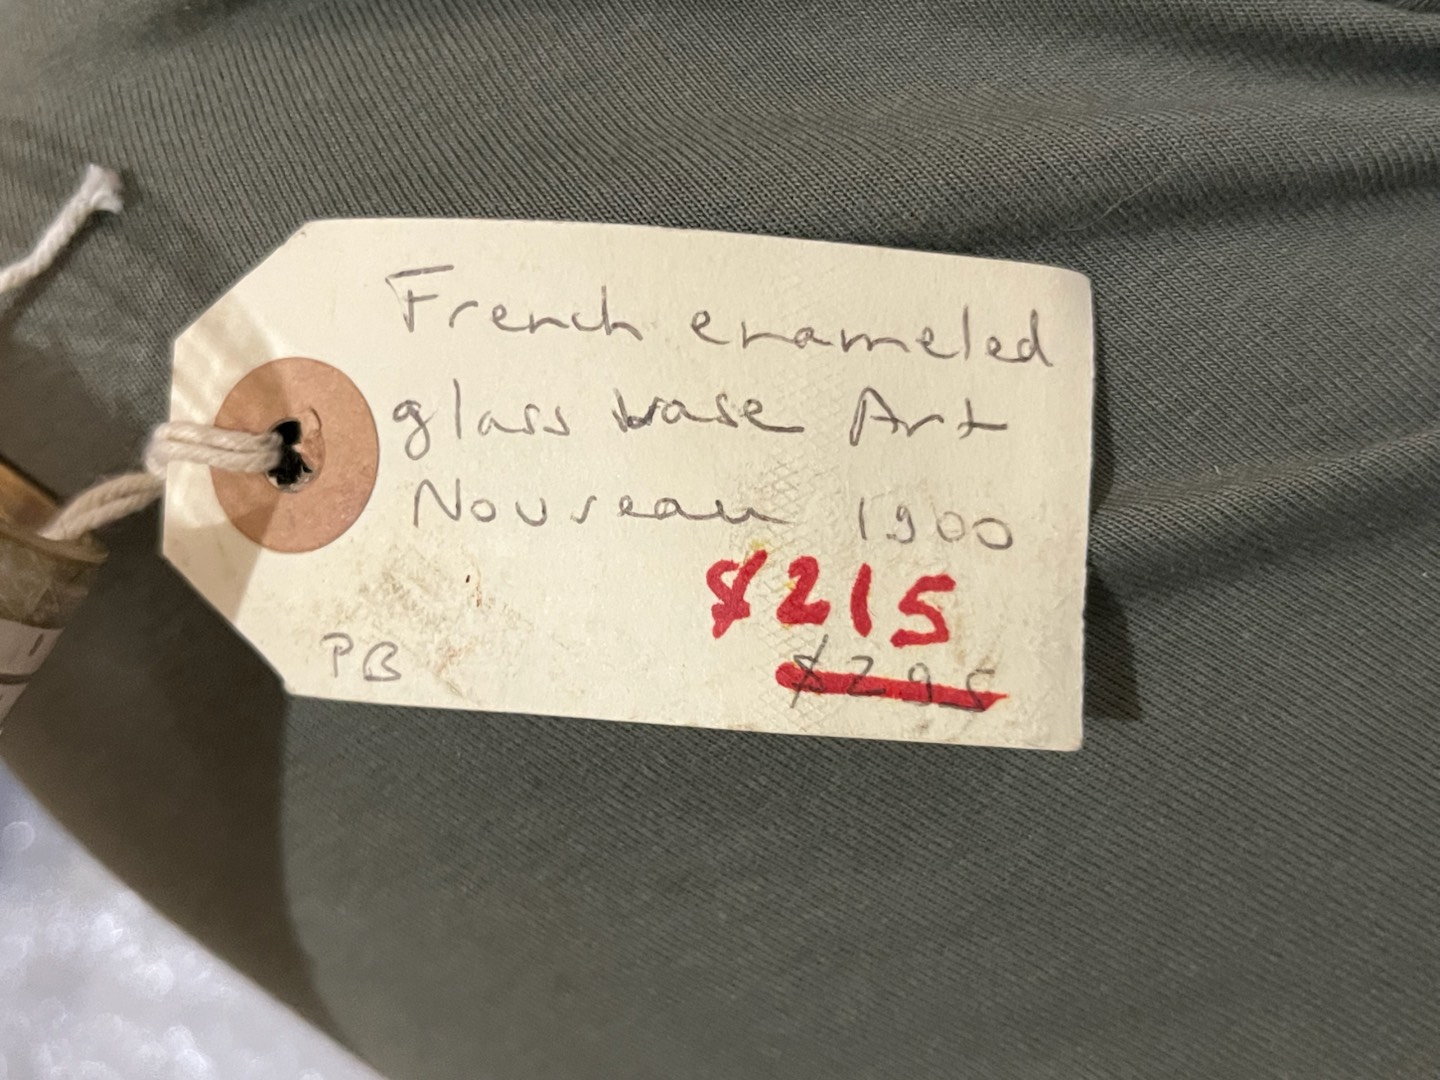 French enameled
glass vase Art
Nouveau 1900
$215
PB
$295